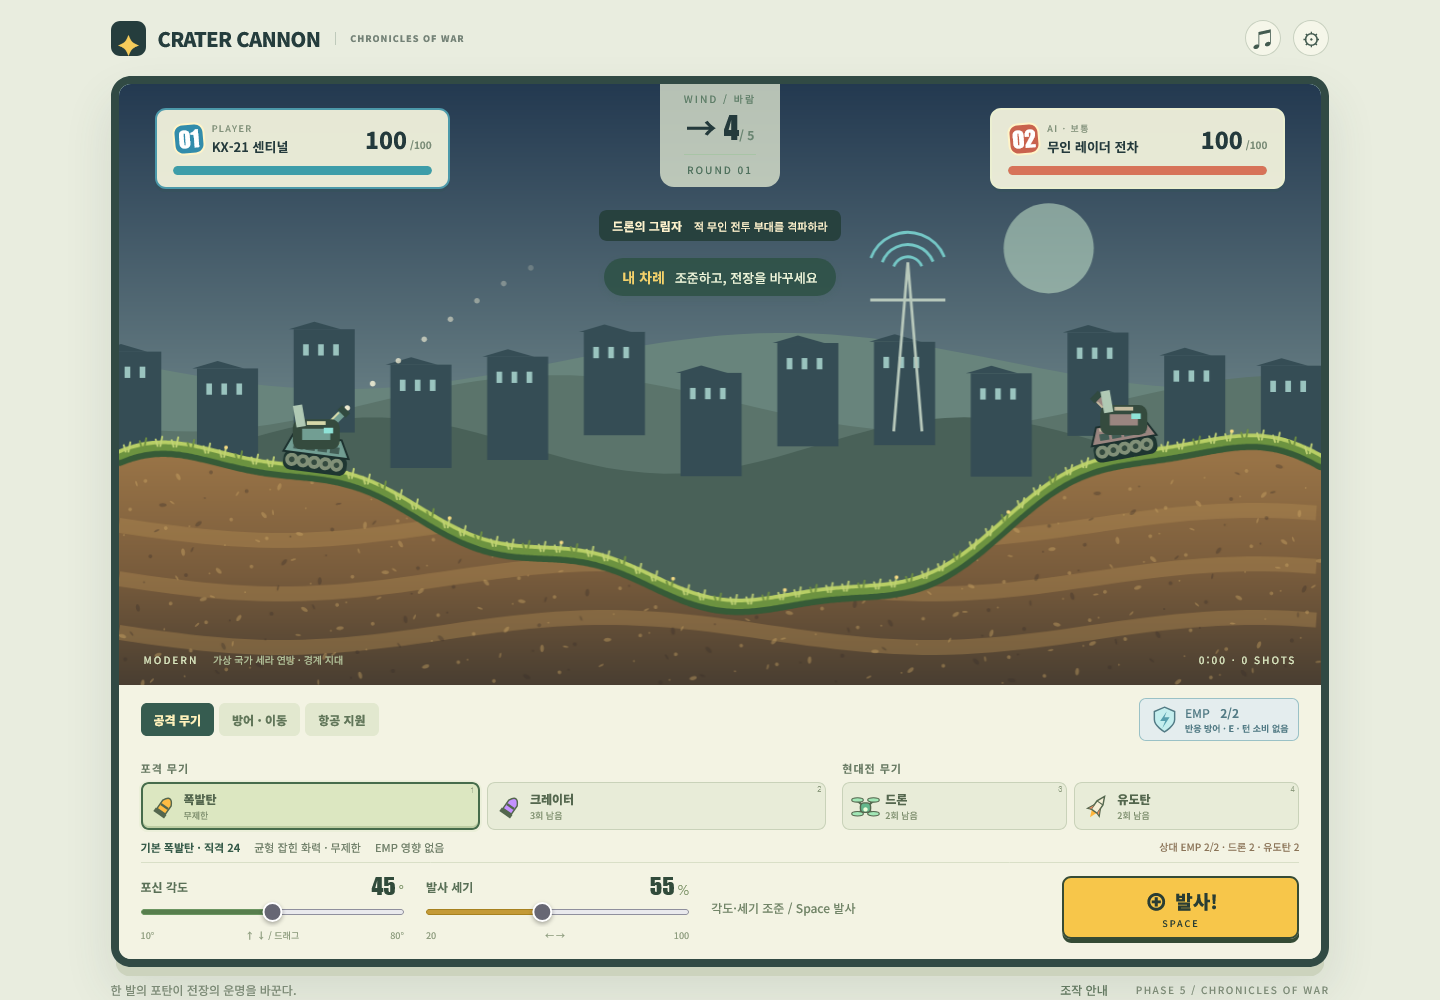 CRATER CANNON
CHRONICLES OF WAR
01
PLAYER
KX-21 센티널
100 /100
WIND / 바람
→ 4 / 5
ROUND 01
02
AI · 보통
무인 레이더 전차
100 /100
드론의 그림자 적 무인 전투 부대를 격파하라
내 차례 조준하고, 전장을 바꾸세요
MODERN 가상 국가 세라 연방 · 경계 지대
0:00 · 0 SHOTS
공격 무기
방어 · 이동
항공 지원
EMP 2/2
반응 방어 · E · 턴 소비 없음
포격 무기
현대전 무기
폭발탄
무제한
1
크레이터
3회 남음
2
드론
2회 남음
3
유도탄
2회 남음
4
기본 폭발탄 · 직격 24 균형 잡힌 화력 · 무제한 EMP 영향 없음
상대 EMP 2/2 · 드론 2 · 유도탄 2
포신 각도 45°
10° ↑ ↓ / 드래그 80°
발사 세기 55 %
20 ←→ 100
각도·세기 조준 / Space 발사
발사!
SPACE
한 발의 포탄이 전장의 운명을 바꾼다.
조작 안내
PHASE 5 / CHRONICLES OF WAR